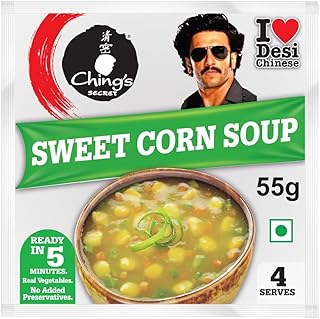 清
密
Ching's
SECRET
I ❤ Desi
Chinese
SWEET CORN SOUP
55g
READY
IN 5
MINUTES.
Real Vegetables.
No Added
Preservatives.
4
SERVES